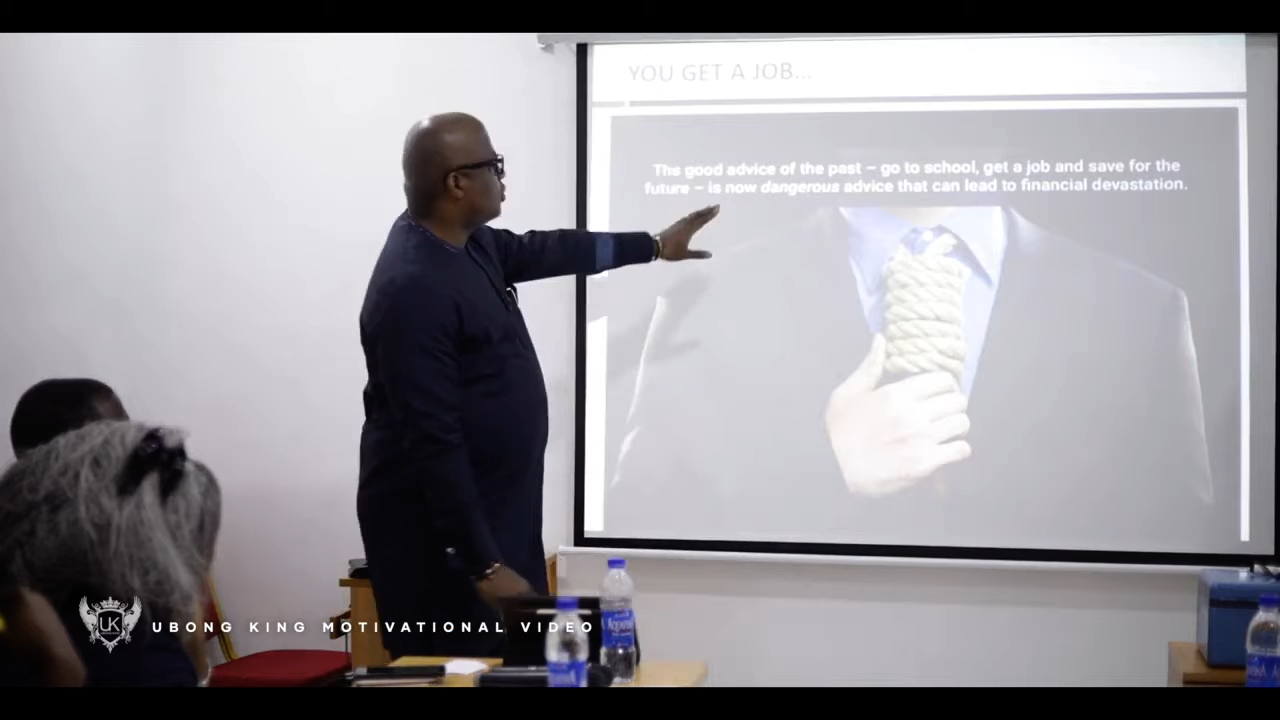 YOU GET A JOB...
The good advice of the past – go to school, get a job and save for the
future – is now dangerous advice that can lead to financial devastation.
UK
UBONG KING MOTIVATIONAL VIDEO